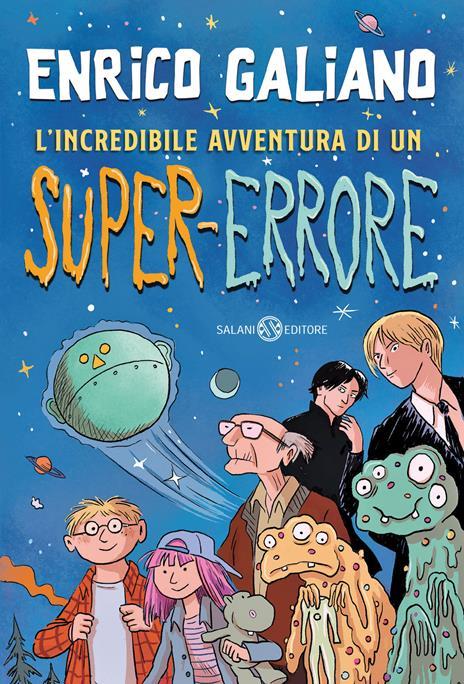 ENRICO GALIANO
L'INCREDIBILE AVVENTURA DI UN
SUPER-ERRORE
SALANI EDITORE